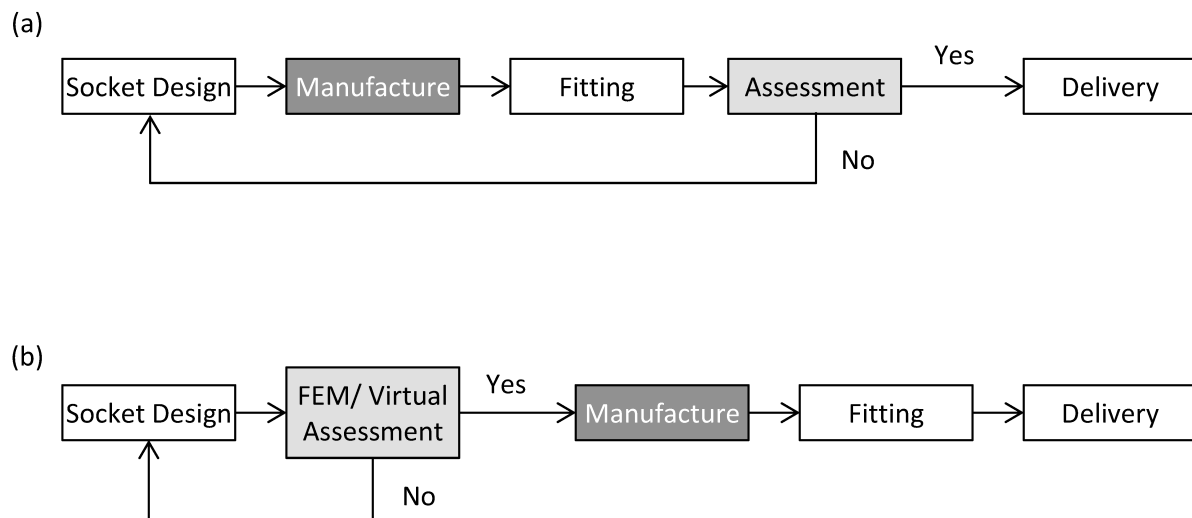 (a)
Yes
Socket Design
Manufacture
Fitting
Assessment
Delivery
No
(b)
FEM/ Virtual
Assessment
Yes
Socket Design
Manufacture
Fitting
Delivery
No